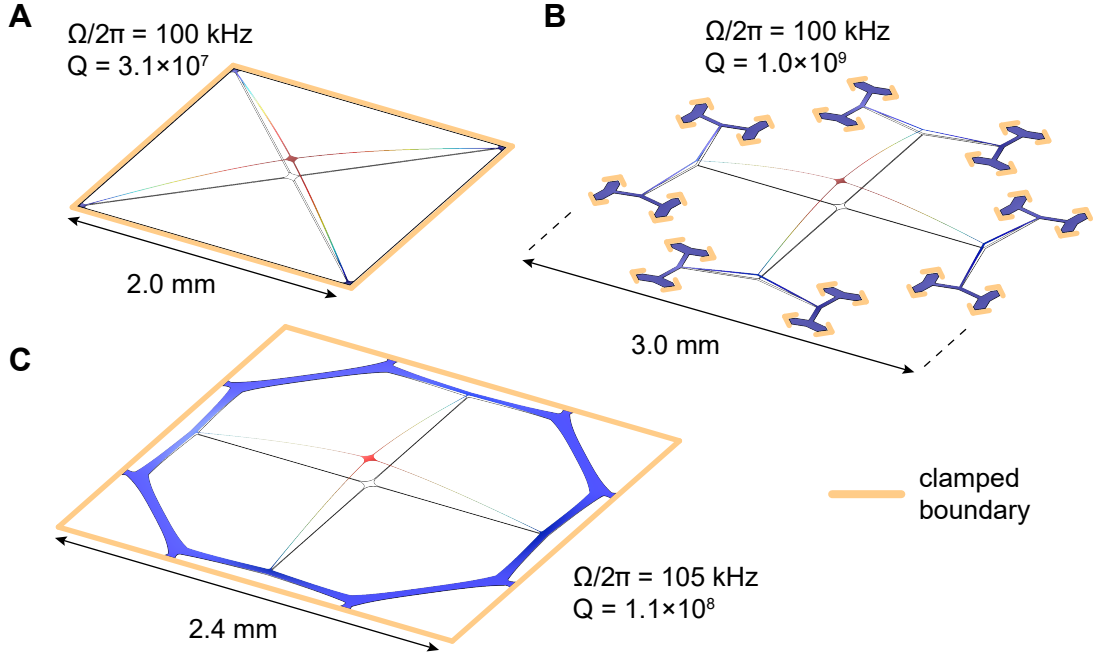 A
Ω/2π = 100 kHz
Q = 3.1×10⁷
2.0 mm
B
Ω/2π = 100 kHz
Q = 1.0×10⁹
3.0 mm
C
2.4 mm
Ω/2π = 105 kHz
Q = 1.1×10⁸
clamped
boundary